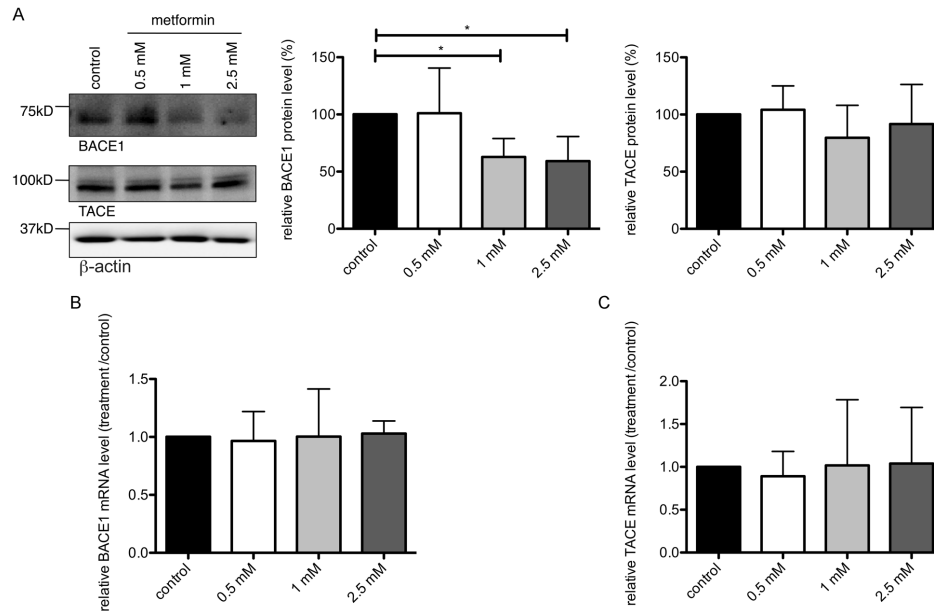 A
metformin
control
0.5 mM
1 mM
2.5 mM
75kD
BACE1
100kD
TACE
37kD
β-actin
relative BACE1 protein level (%)
150
100
50
0
*
*
control
0.5 mM
1 mM
2.5 mM
relative TACE protein level (%)
150
100
50
0
control
0.5 mM
1 mM
2.5 mM
B
relative BACE1 mRNA level (treatment/control)
1.5
1.0
0.5
0.0
control
0.5 mM
1 mM
2.5 mM
C
relative TACE mRNA level (treatment/control)
2.0
1.5
1.0
0.5
0.0
control
0.5 mM
1 mM
2.5 mM